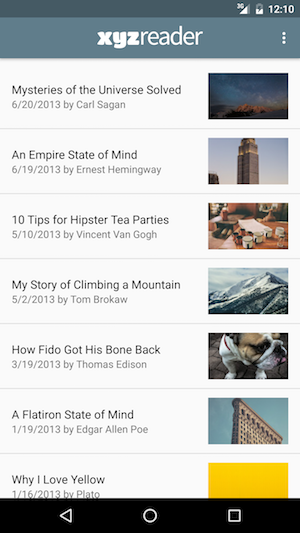 3G 12:10
xyzreader
Mysteries of the Universe Solved
6/20/2013 by Carl Sagan
An Empire State of Mind
6/19/2013 by Ernest Hemingway
10 Tips for Hipster Tea Parties
5/10/2013 by Vincent Van Gogh
My Story of Climbing a Mountain
5/2/2013 by Tom Brokaw
How Fido Got His Bone Back
3/19/2013 by Thomas Edison
A Flatiron State of Mind
1/19/2013 by Edgar Allen Poe
Why I Love Yellow
1/16/2013 by Plato